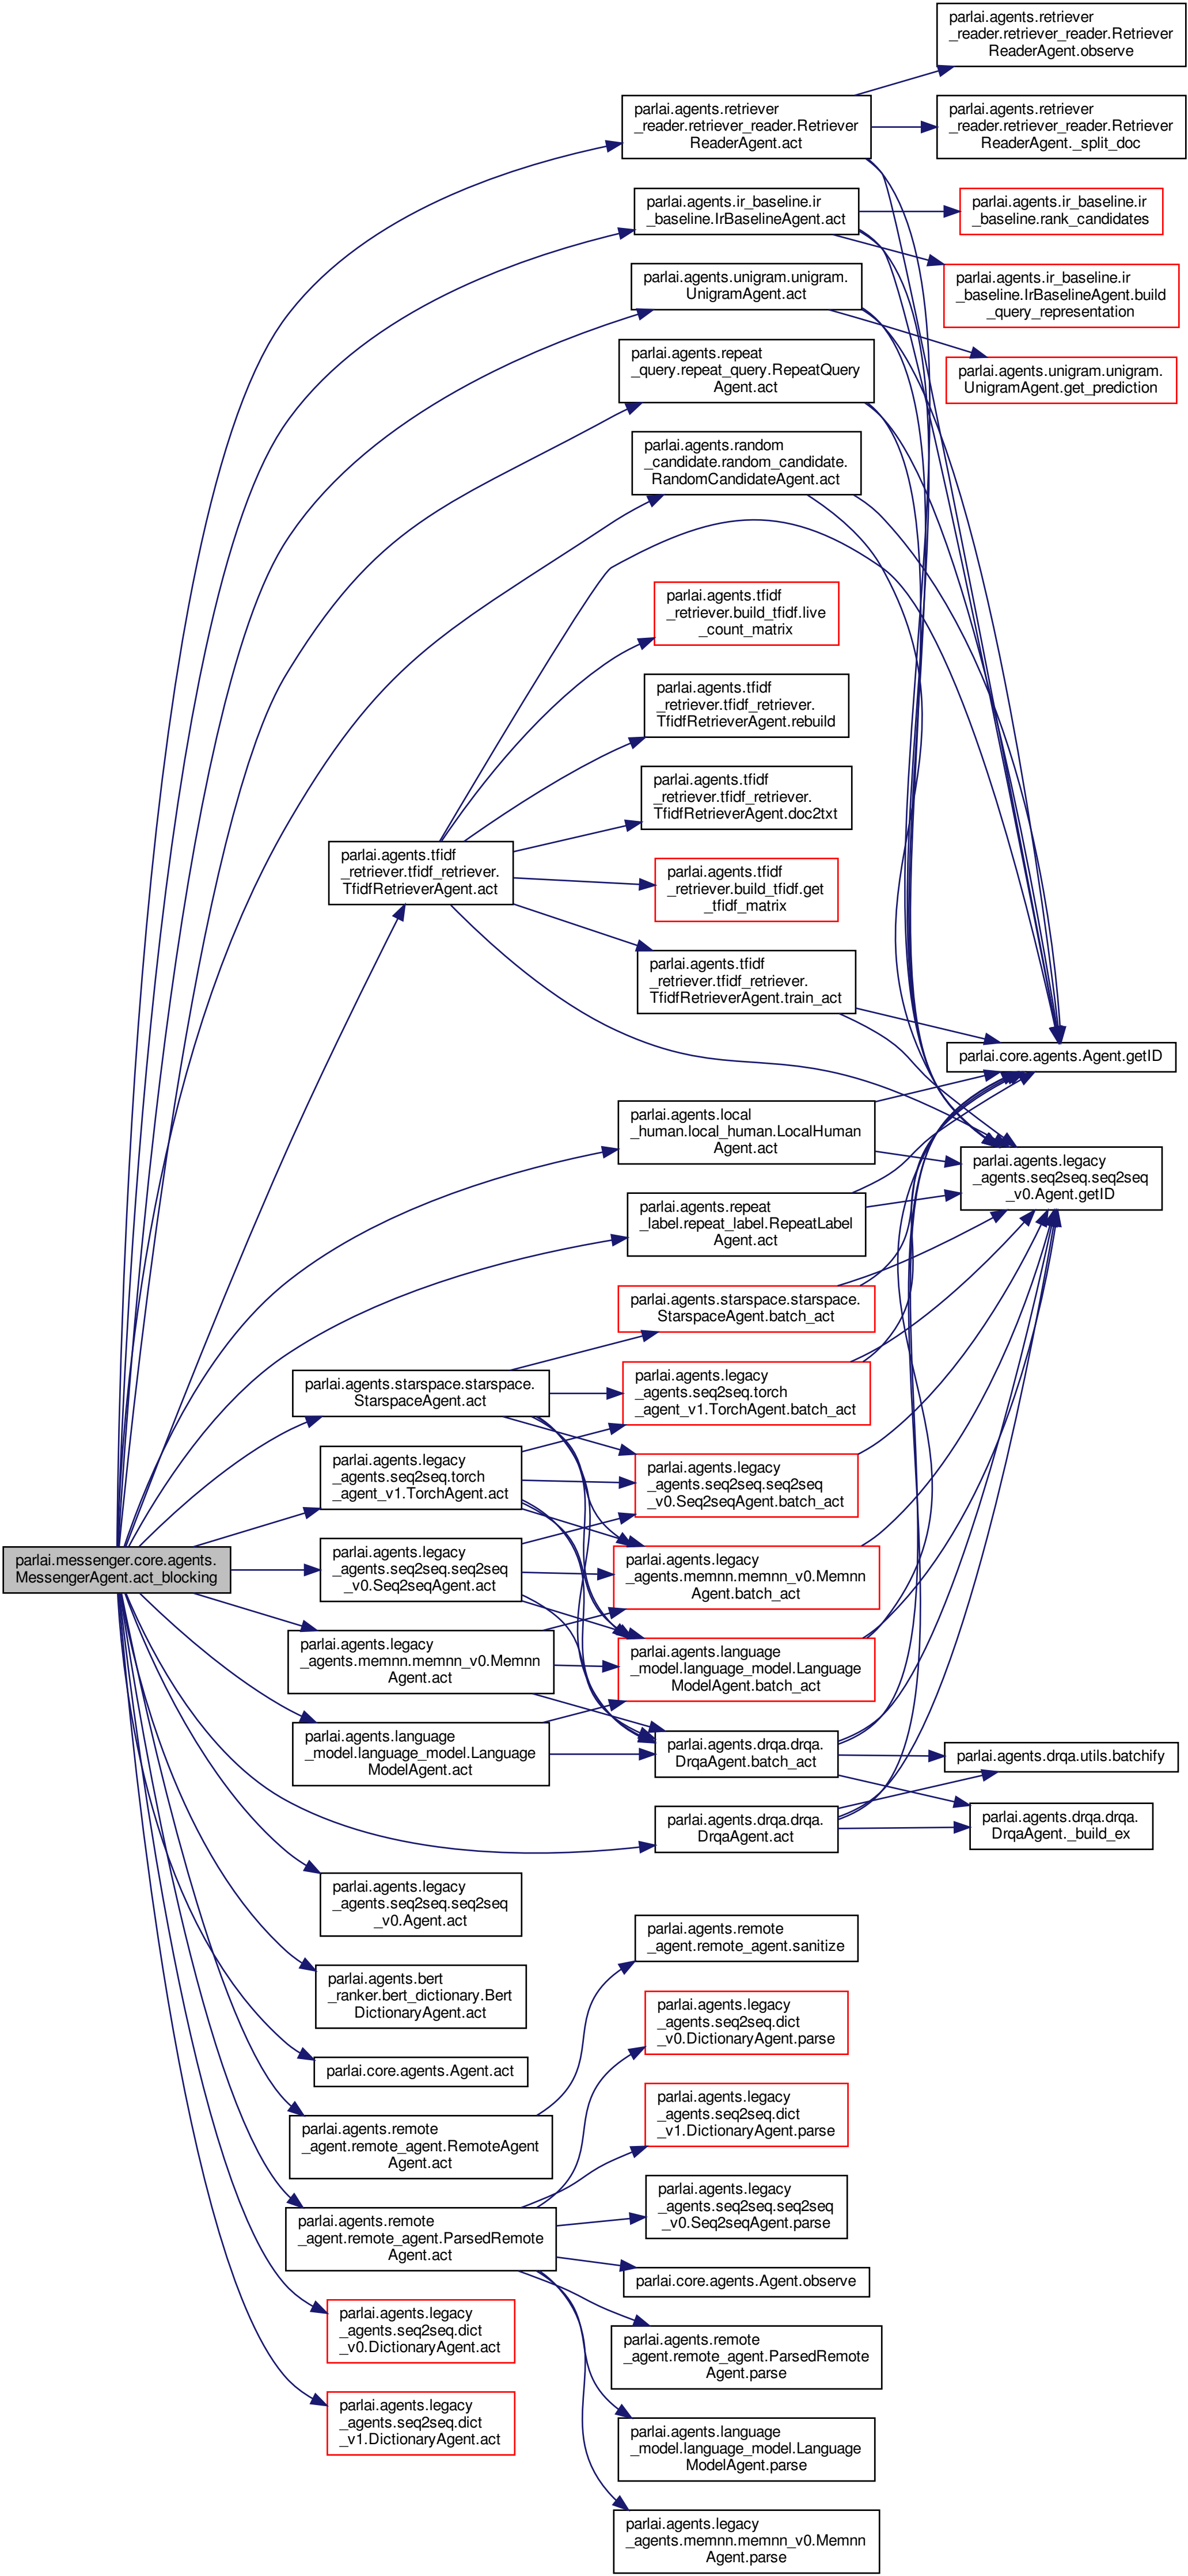 parlai.agents.retriever
_reader.retriever_reader.Retriever
ReaderAgent.observe
parlai.agents.retriever
_reader.retriever_reader.Retriever
ReaderAgent.act
parlai.agents.retriever
_reader.retriever_reader.Retriever
ReaderAgent._split_doc
parlai.agents.ir_baseline.ir
_baseline.IrBaselineAgent.act
parlai.agents.ir_baseline.ir
_baseline.rank_candidates
parlai.agents.unigram.unigram.
UnigramAgent.act
parlai.agents.ir_baseline.ir
_baseline.IrBaselineAgent.build
_query_representation
parlai.agents.repeat
_query.repeat_query.RepeatQuery
Agent.act
parlai.agents.unigram.unigram.
UnigramAgent.get_prediction
parlai.agents.random
_candidate.random_candidate.
RandomCandidateAgent.act
parlai.agents.tfidf
_retriever.build_tfidf.live
_count_matrix
parlai.agents.tfidf
_retriever.tfidf_retriever.
TfidfRetrieverAgent.rebuild
parlai.agents.tfidf
_retriever.tfidf_retriever.
TfidfRetrieverAgent.doc2txt
parlai.agents.tfidf
_retriever.tfidf_retriever.
TfidfRetrieverAgent.act
parlai.agents.tfidf
_retriever.build_tfidf.get
_tfidf_matrix
parlai.agents.tfidf
_retriever.tfidf_retriever.
TfidfRetrieverAgent.train_act
parlai.core.agents.Agent.getID
parlai.agents.local
_human.local_human.LocalHuman
Agent.act
parlai.agents.legacy
_agents.seq2seq.seq2seq
_v0.Agent.getID
parlai.agents.repeat
_label.repeat_label.RepeatLabel
Agent.act
parlai.agents.starspace.starspace.
StarspaceAgent.batch_act
parlai.agents.starspace.starspace.
StarspaceAgent.act
parlai.agents.legacy
_agents.seq2seq.torch
_agent_v1.TorchAgent.batch_act
parlai.agents.legacy
_agents.seq2seq.torch
_agent_v1.TorchAgent.act
parlai.agents.legacy
_agents.seq2seq.seq2seq
_v0.Seq2seqAgent.batch_act
parlai.messenger.core.agents.
MessengerAgent.act_blocking
parlai.agents.legacy
_agents.seq2seq.seq2seq
_v0.Seq2seqAgent.act
parlai.agents.legacy
_agents.memnn.memnn_v0.Memnn
Agent.batch_act
parlai.agents.legacy
_agents.memnn.memnn_v0.Memnn
Agent.act
parlai.agents.language
_model.language_model.Language
ModelAgent.batch_act
parlai.agents.language
_model.language_model.Language
ModelAgent.act
parlai.agents.drqa.drqa.
DrqaAgent.batch_act
parlai.agents.drqa.utils.batchify
parlai.agents.drqa.drqa.
DrqaAgent.act
parlai.agents.drqa.drqa.
DrqaAgent._build_ex
parlai.agents.legacy
_agents.seq2seq.seq2seq
_v0.Agent.act
parlai.agents.remote
_agent.remote_agent.sanitize
parlai.agents.bert
_ranker.bert_dictionary.Bert
DictionaryAgent.act
parlai.agents.legacy
_agents.seq2seq.dict
_v0.DictionaryAgent.parse
parlai.core.agents.Agent.act
parlai.agents.legacy
_agents.seq2seq.dict
_v1.DictionaryAgent.parse
parlai.agents.remote
_agent.remote_agent.RemoteAgent
Agent.act
parlai.agents.legacy
_agents.seq2seq.seq2seq
_v0.Seq2seqAgent.parse
parlai.agents.remote
_agent.remote_agent.ParsedRemote
Agent.act
parlai.core.agents.Agent.observe
parlai.agents.legacy
_agents.seq2seq.dict
_v0.DictionaryAgent.act
parlai.agents.remote
_agent.remote_agent.ParsedRemote
Agent.parse
parlai.agents.legacy
_agents.seq2seq.dict
_v1.DictionaryAgent.act
parlai.agents.language
_model.language_model.Language
ModelAgent.parse
parlai.agents.legacy
_agents.memnn.memnn_v0.Memnn
Agent.parse